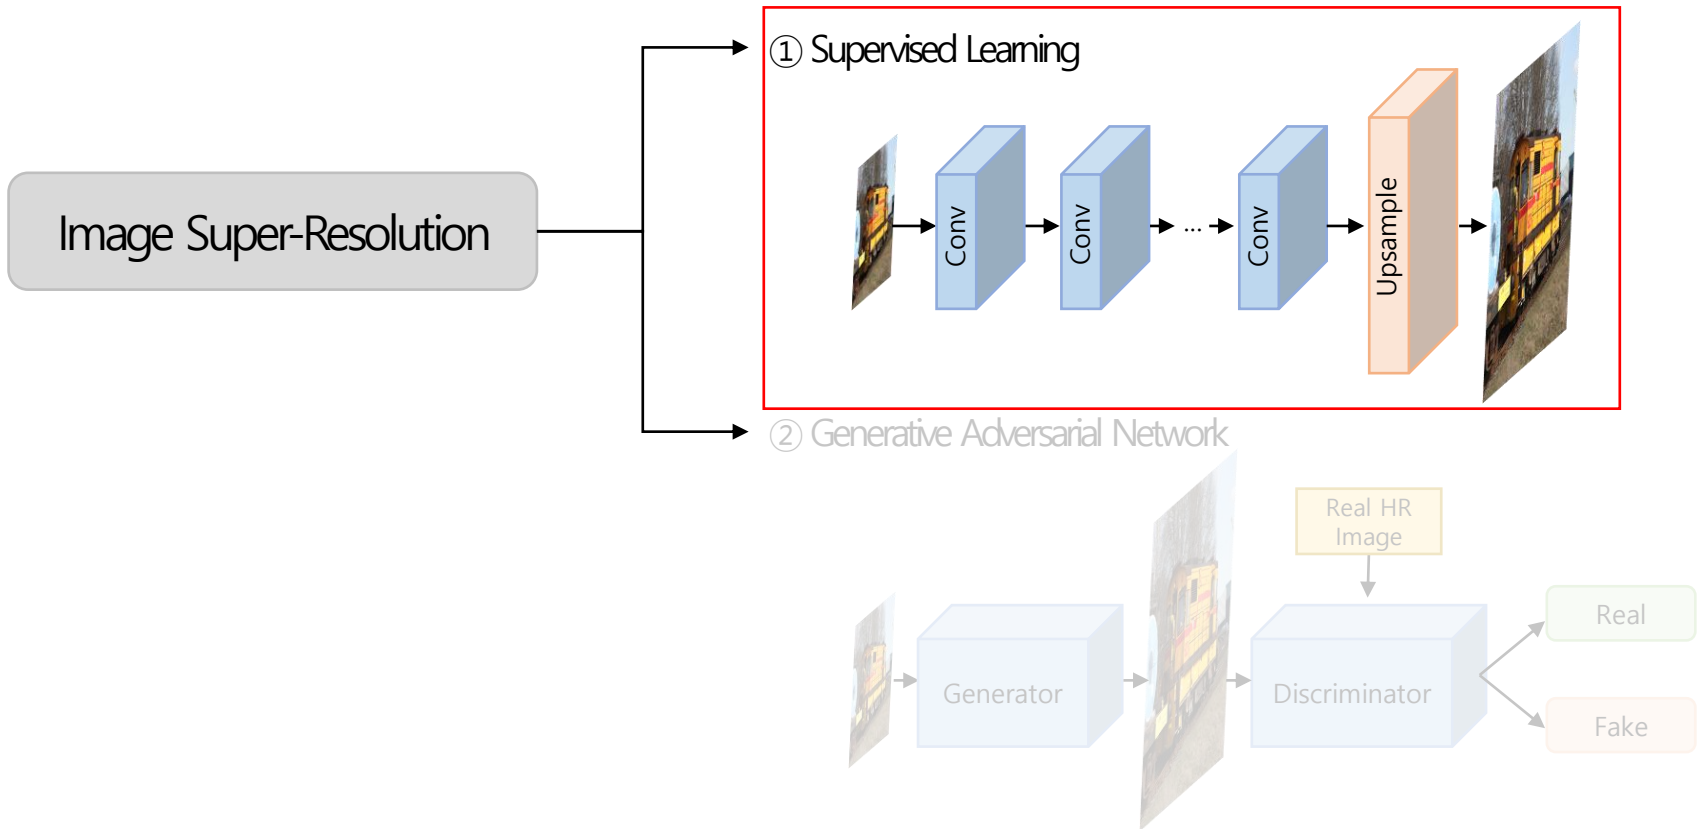 Image Super-Resolution
① Supervised Learning
Conv
Conv
...
Conv
Upsample
② Generative Adversarial Network
Real HR
Image
Generator
Discriminator
Real
Fake